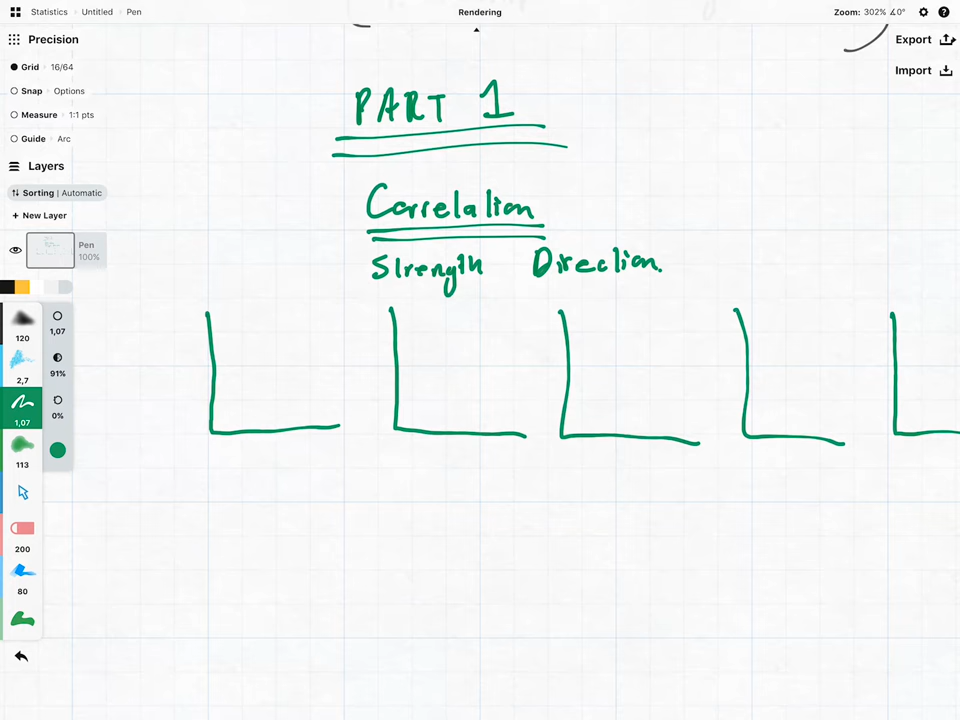 Statistics › Untitled › Pen
Rendering
Zoom: 302% ∡0°
Precision
Export
Import
Grid › 16/64
Snap › Options
Measure › 1:1 pts
Guide › Arc
Layers
Sorting | Automatic
+ New Layer
Pen
100%
120
1,07
2,7
91%
1,07
0%
113
200
80
PART 1
Correlation
Strength Direction.